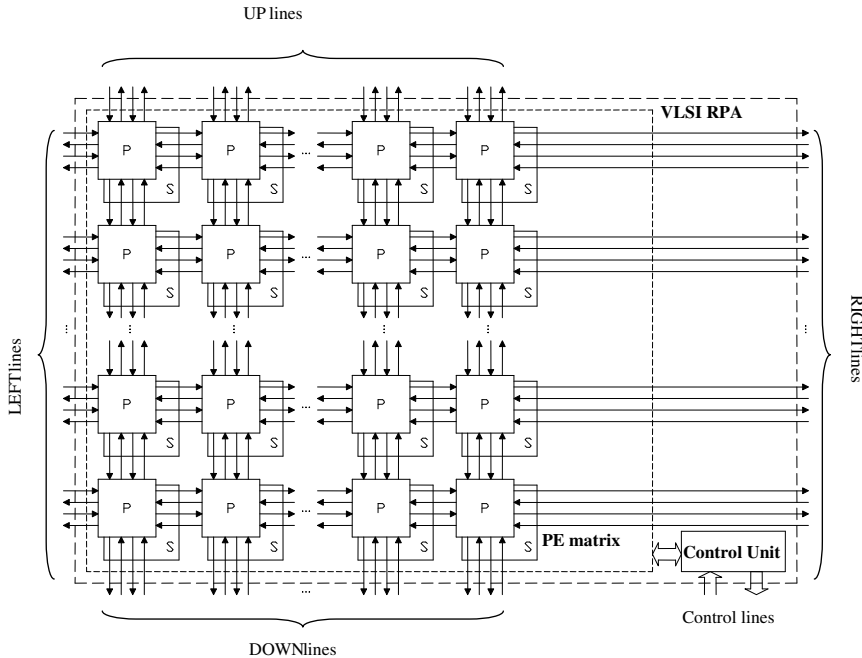 UP lines
VLSI RPA
P P ... P P
S S S S
P P ... P P
S S S S
... ... ... ... ... ...
LEFTlines
RIGHTlines
P P ... P P
S S S S
P P ... P P
S S S S
PE matrix
Control Unit
...
Control lines
DOWNlines